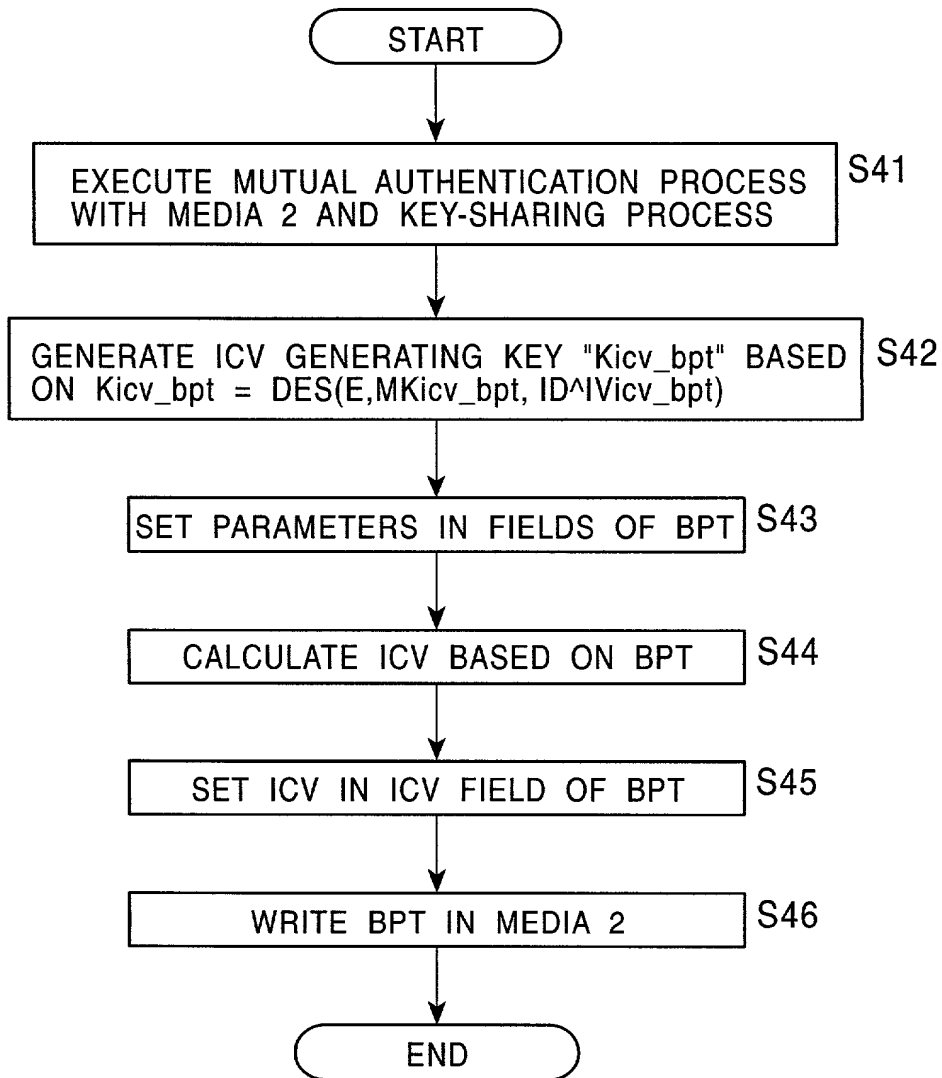 START
EXECUTE MUTUAL AUTHENTICATION PROCESS
WITH MEDIA 2 AND KEY-SHARING PROCESS
S41
GENERATE ICV GENERATING KEY "Kicv_bpt" BASED
ON Kicv_bpt = DES(E,MKicv_bpt, ID^IVicv_bpt)
S42
SET PARAMETERS IN FIELDS OF BPT
S43
CALCULATE ICV BASED ON BPT
S44
SET ICV IN ICV FIELD OF BPT
S45
WRITE BPT IN MEDIA 2
S46
END